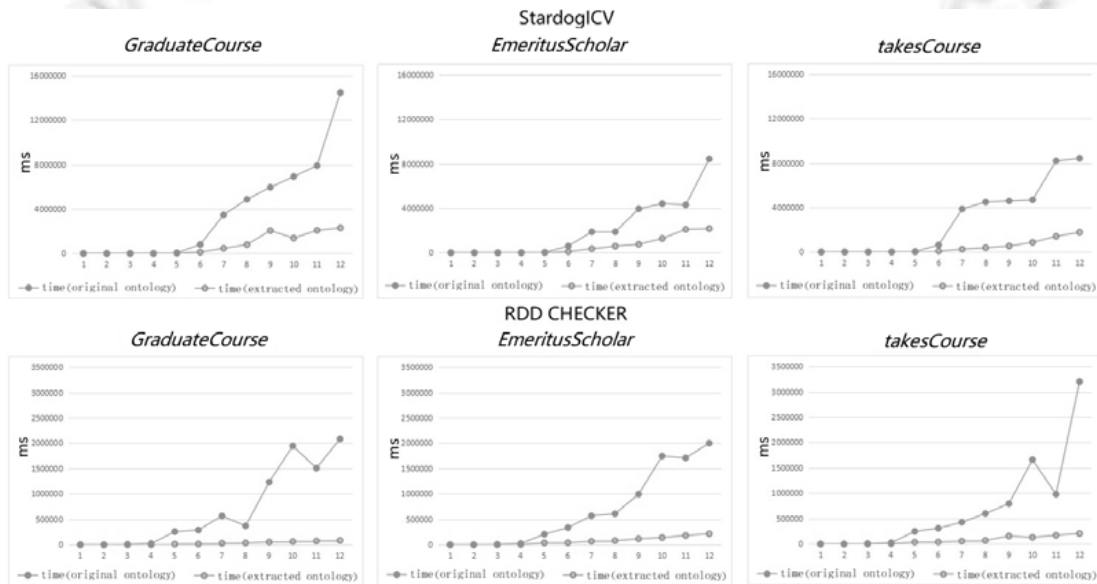 StardogICV
GraduateCourse EmeritusScholar takesCourse
16000000 16000000 16000000
12000000 12000000 12000000
ms ms ms
8000000 8000000 8000000
4000000 4000000 4000000
0 0 0
1 2 3 4 5 6 7 8 9 10 11 12 1 2 3 4 5 6 7 8 9 10 11 12 1 2 3 4 5 6 7 8 9 10 11 12
time(original ontology) time(extracted ontology) time(original ontology) time(extracted ontology) time(original ontology) time(extracted ontology)
RDD CHECKER
GraduateCourse EmeritusScholar takesCourse
3500000 3500000 3500000
3000000 3000000 3000000
2500000 2500000 2500000
2000000 2000000 2000000
ms ms ms
1500000 1500000 1500000
1000000 1000000 1000000
500000 500000 500000
0 0 0
1 2 3 4 5 6 7 8 9 10 11 12 1 2 3 4 5 6 7 8 9 10 11 12 1 2 3 4 5 6 7 8 9 10 11 12
time(original ontology) time(extracted ontology) time(original ontology) time(extracted ontology) time(original ontology) time(extracted ontology)